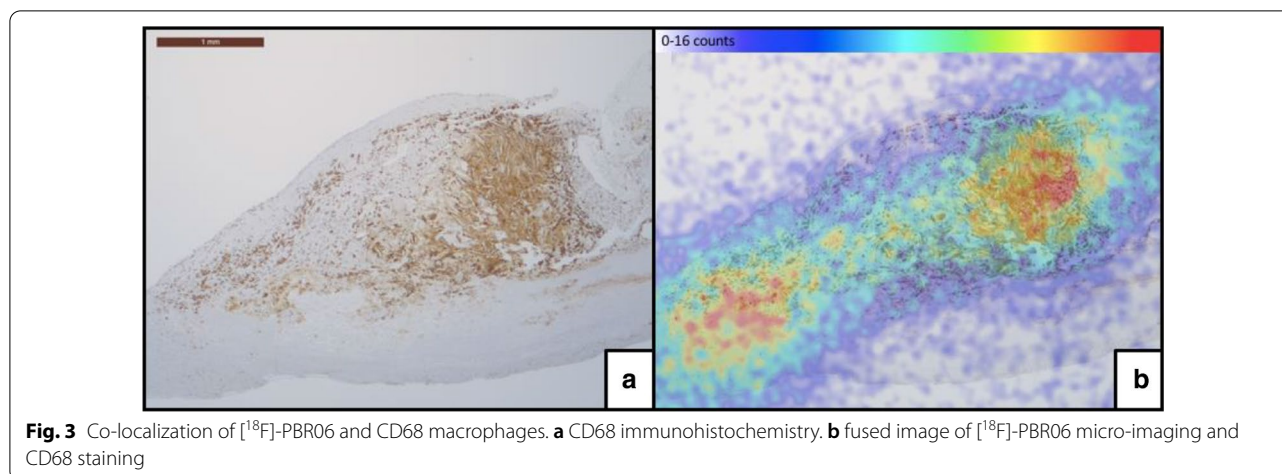 1 mm
0-16 counts
a
b
Fig. 3 Co-localization of [¹⁸F]-PBR06 and CD68 macrophages. a CD68 immunohistochemistry. b fused image of [¹⁸F]-PBR06 micro-imaging and
CD68 staining